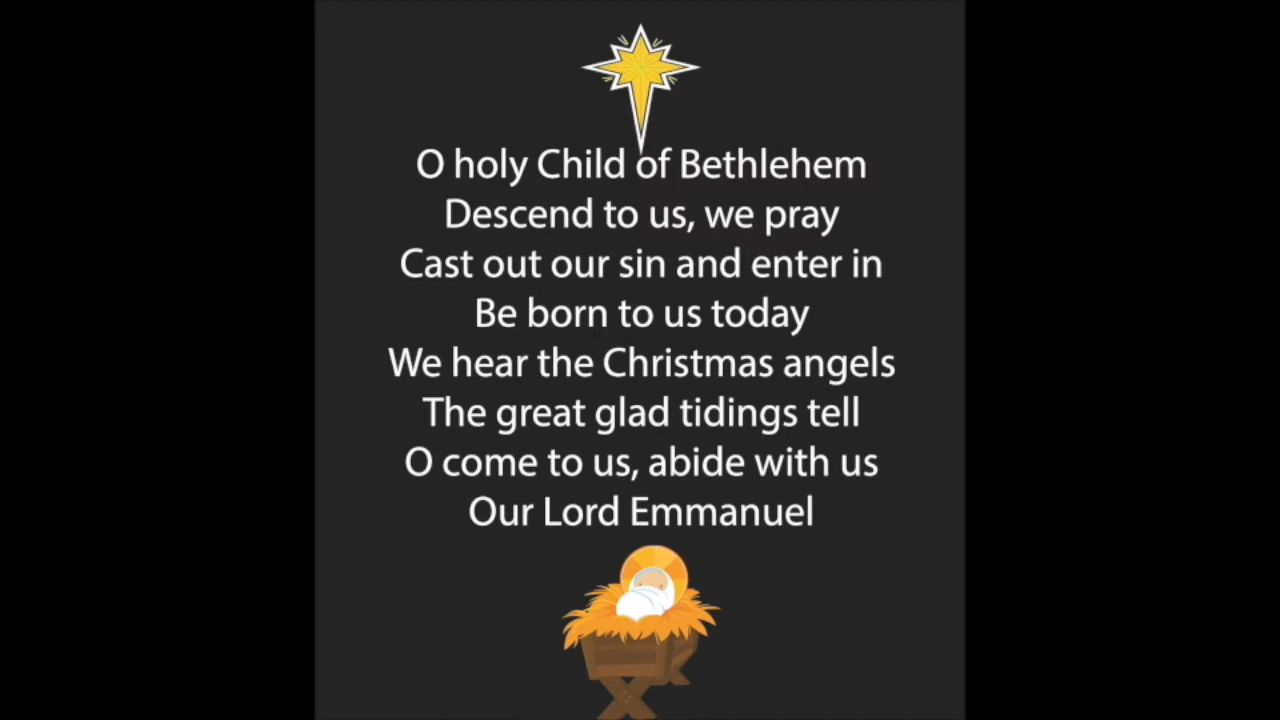 O holy Child of Bethlehem
Descend to us, we pray
Cast out our sin and enter in
Be born to us today
We hear the Christmas angels
The great glad tidings tell
O come to us, abide with us
Our Lord Emmanuel